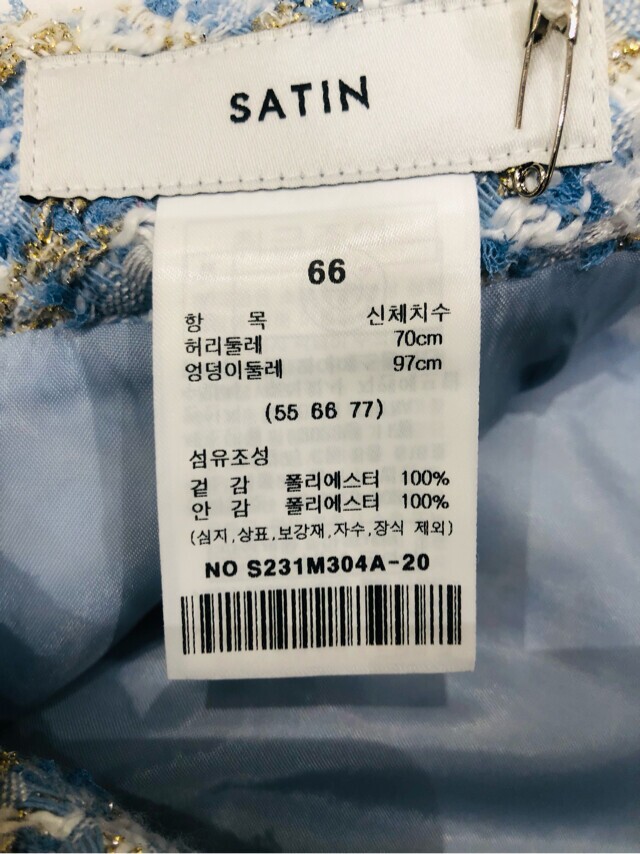 SATIN
66
항 목 신체치수
허리둘레 70cm
엉덩이둘레 97cm
(55 66 77)
섬유조성
겉 감 폴리에스터 100%
안 감 폴리에스터 100%
(심지,상표,보강재,자수,장식 제외)
NO S231M304A-20